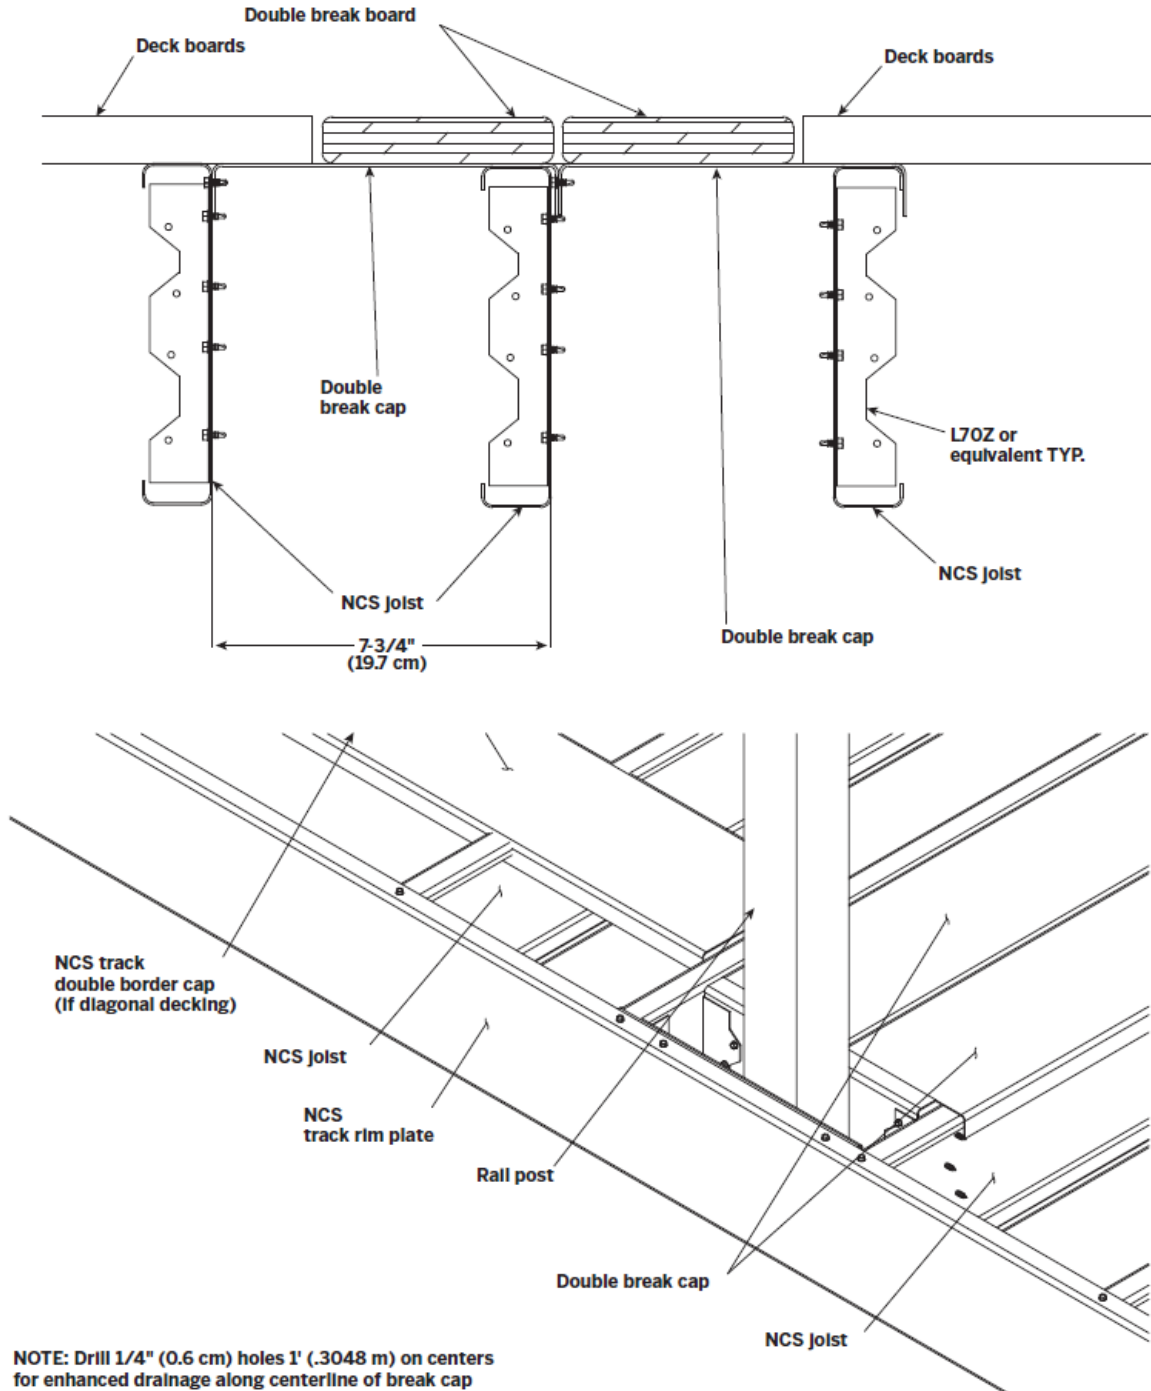 Double break board
Deck boards
Deck boards
Double
break cap
L70Z or
equivalent TYP.
NCS joist
NCS joist
Double break cap
7-3/4"
(19.7 cm)
NCS track
double border cap
(If diagonal decking)
NCS joist
NCS
track rim plate
Rail post
Double break cap
NCS joist
NOTE: Drill 1/4" (0.6 cm) holes 1' (.3048 m) on centers
for enhanced drainage along centerline of break cap